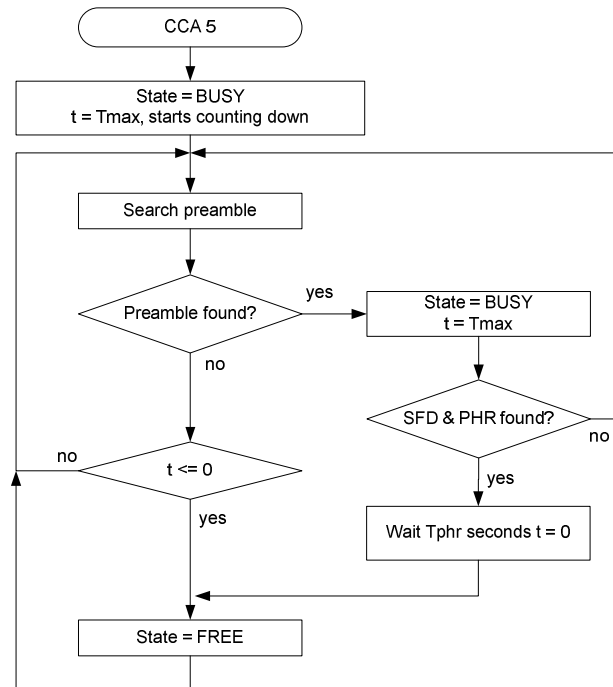 CCA 5
State = BUSY
t = Tmax, starts counting down
Search preamble
Preamble found?
yes
no
State = BUSY
t = Tmax
SFD & PHR found?
no
yes
Wait Tphr seconds t = 0
t <= 0
no
yes
State = FREE